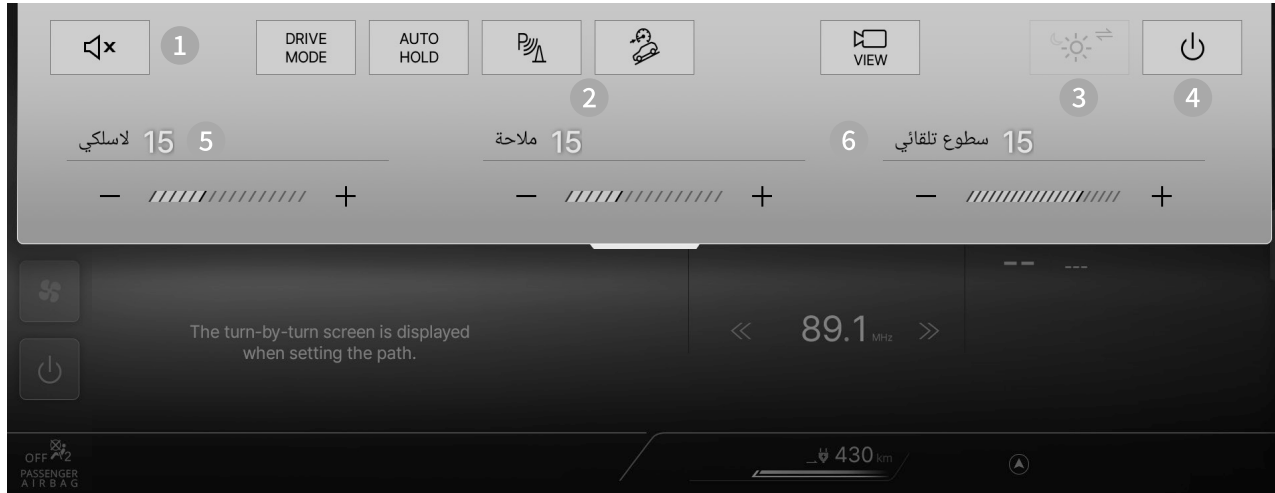 1
DRIVE
MODE
AUTO
HOLD
P
VIEW
2
3
4
لاسلكي 15 5
ملاحة 15
6 سطوع تلقائي 15
-- ---
The turn-by-turn screen is displayed
when setting the path.
89.1 MHz
OFF 2
PASSENGER
AIRBAG
430 km